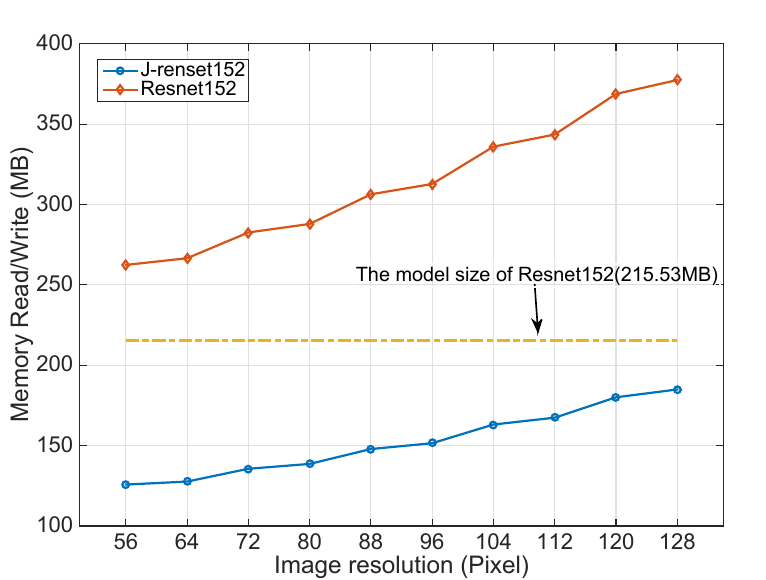 400
350
300
250
200
150
100
Memory Read/Write (MB)
J-renset152
Resnet152
The model size of Resnet152(215.53MB)
56 64 72 80 88 96 104 112 120 128
Image resolution (Pixel)